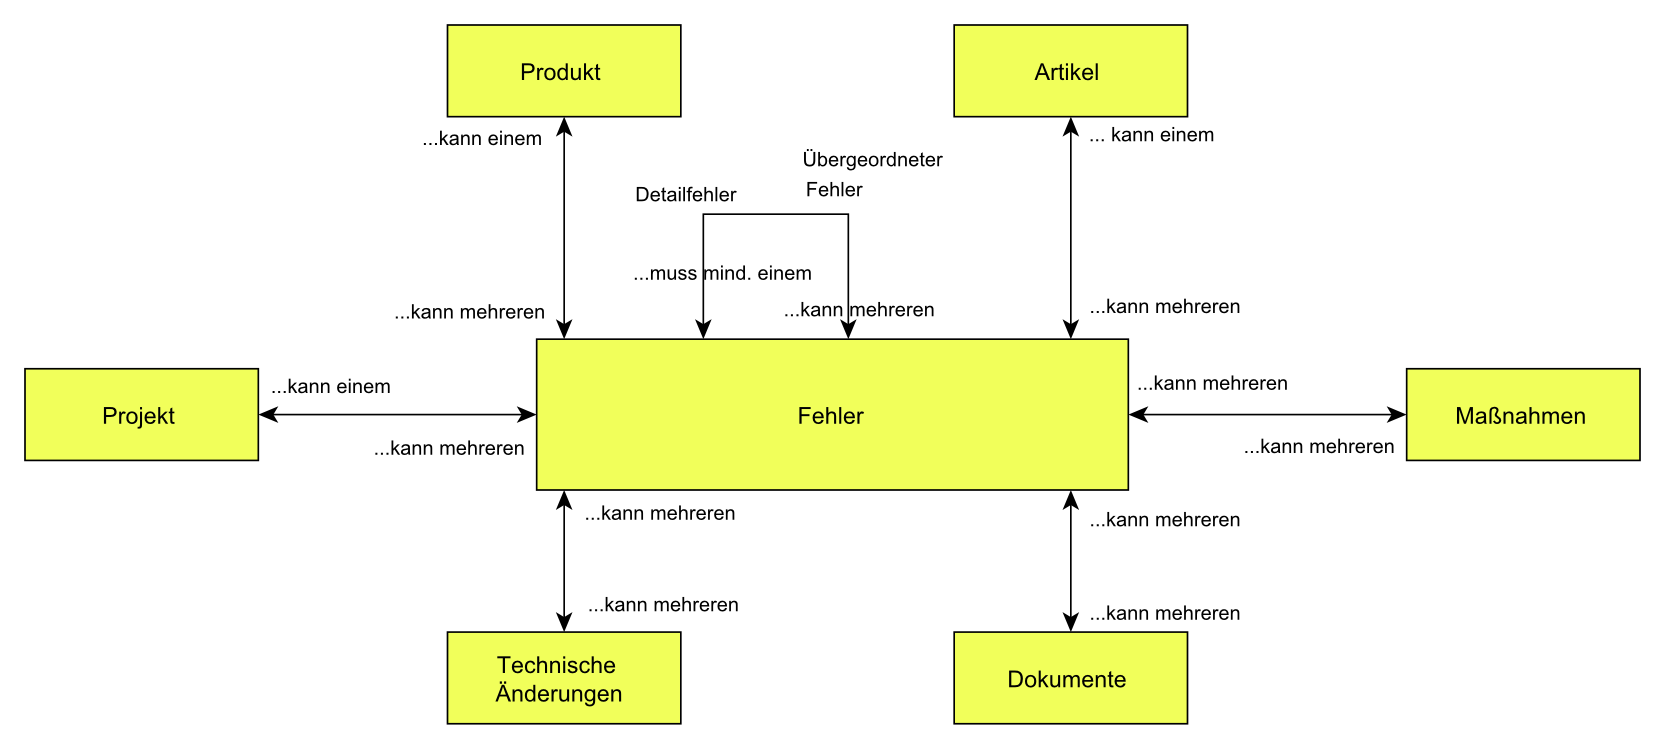 Produkt
Artikel
...kann einem
... kann einem
Übergeordneter
Fehler
Detailfehler
...muss mind. einem
...kann mehreren
...kann mehreren
...kann mehreren
Projekt
...kann einem
...kann mehreren
Fehler
...kann mehreren
...kann mehreren
Maßnahmen
...kann mehreren
...kann mehreren
...kann mehreren
...kann mehreren
Technische
Änderungen
Dokumente